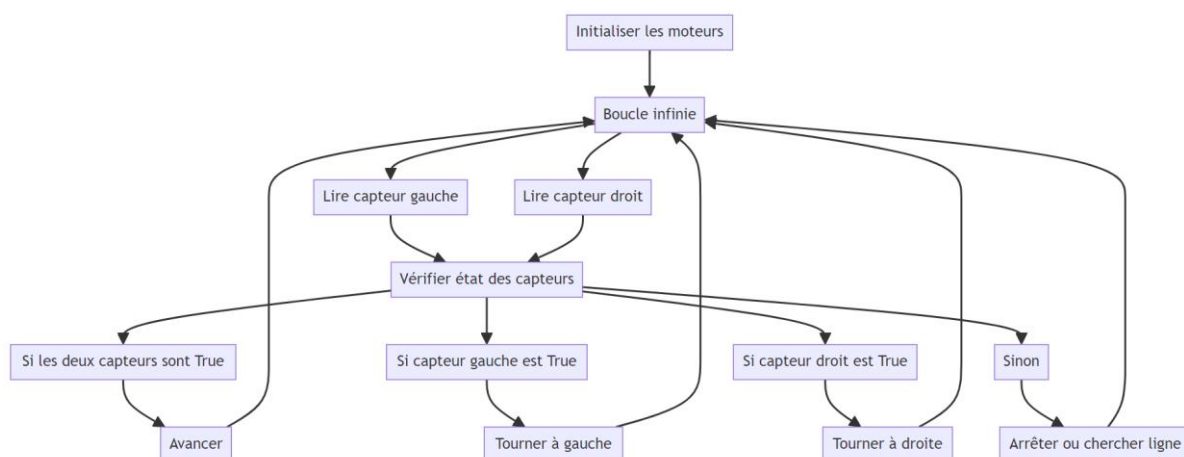 Initialiser les moteurs
Boucle infinie
Lire capteur gauche
Lire capteur droit
Vérifier état des capteurs
Si les deux capteurs sont True
Si capteur gauche est True
Si capteur droit est True
Sinon
Avancer
Tourner à gauche
Tourner à droite
Arrêter ou chercher ligne